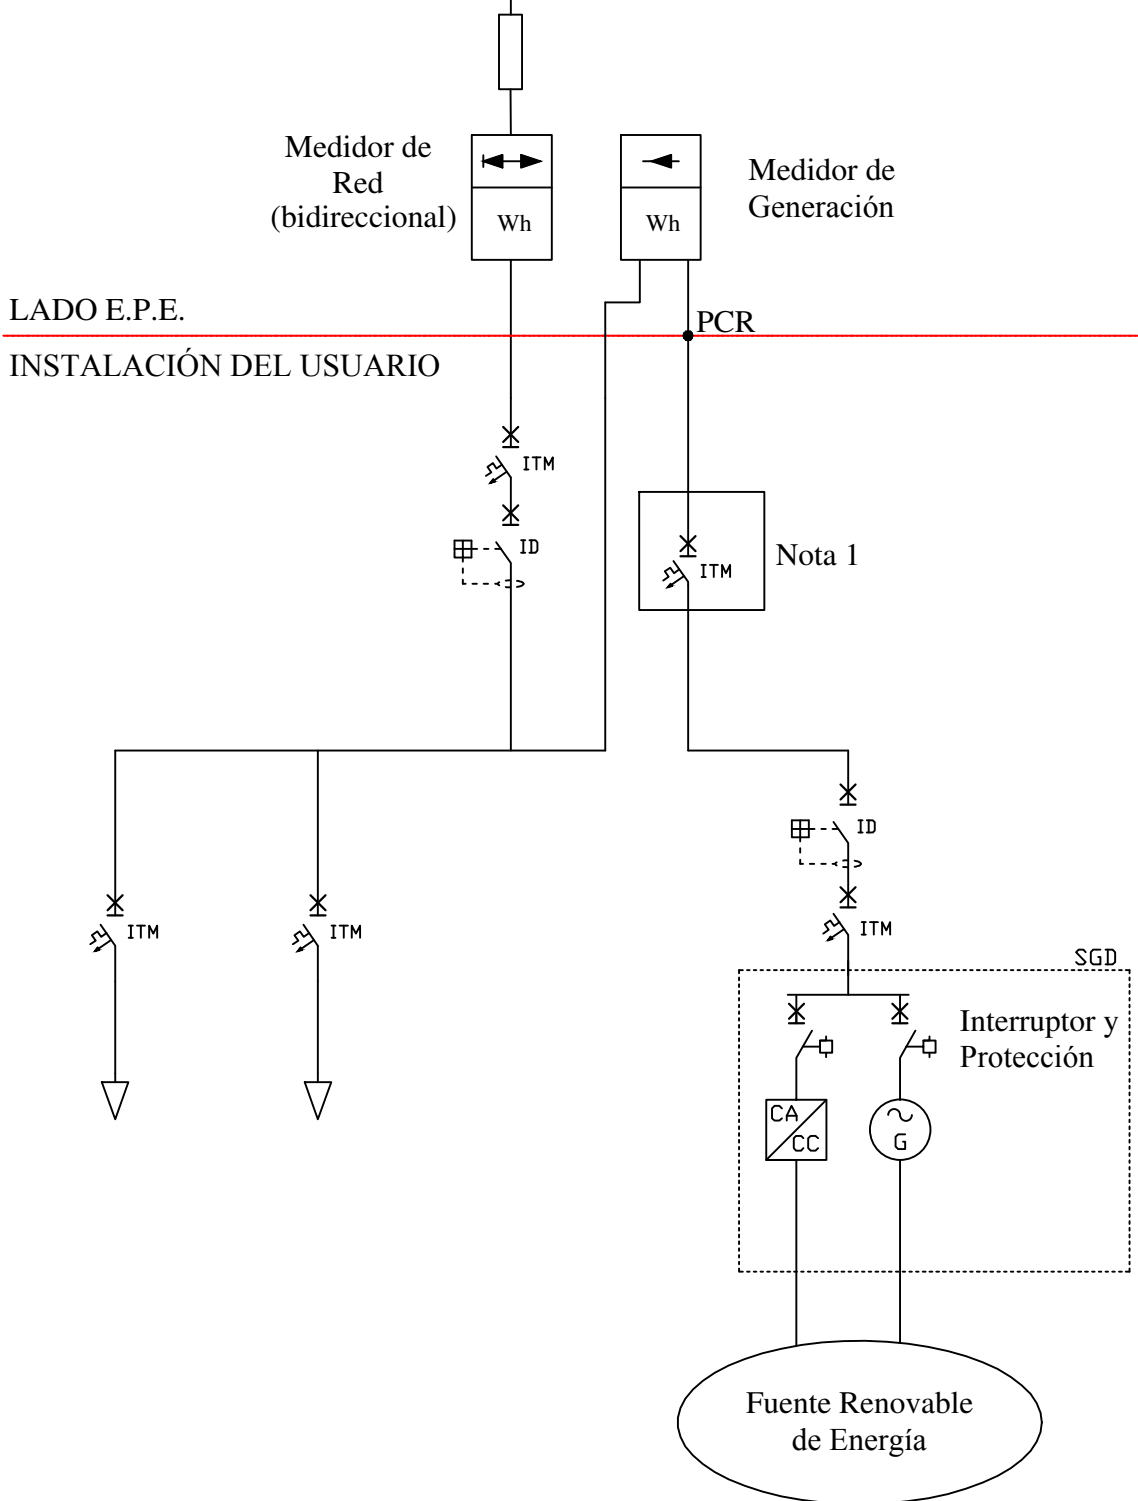 Medidor de
Red
(bidireccional)
Wh
Wh
Medidor de
Generación
LADO E.P.E.
PCR
INSTALACIÓN DEL USUARIO
ITM
ID
ITM
Nota 1
ID
ITM
ITM
ITM
SGD
Interruptor y
Protección
CA
CC
G
Fuente Renovable
de Energía